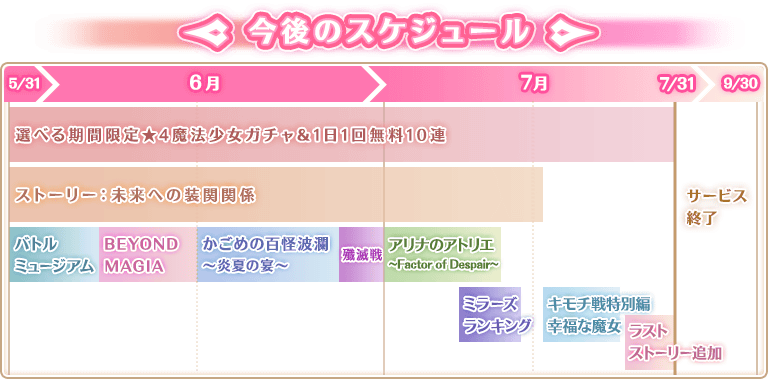 今後のスケジュール
5/31 6月 7月 7/31 9/30
選べる期間限定★4魔法少女ガチャ&1日1回無料10連
ストーリー：未来への装関関係
サービス
終了
バトル
ミュージアム
BEYOND
MAGIA
かごめの百怪波瀾
～炎夏の宴～
殲滅戦
アリナのアトリエ
~Factor of Despair~
ミラーズ
ランキング
キモチ戦特別編
幸福な魔女
ラスト
ストーリー追加